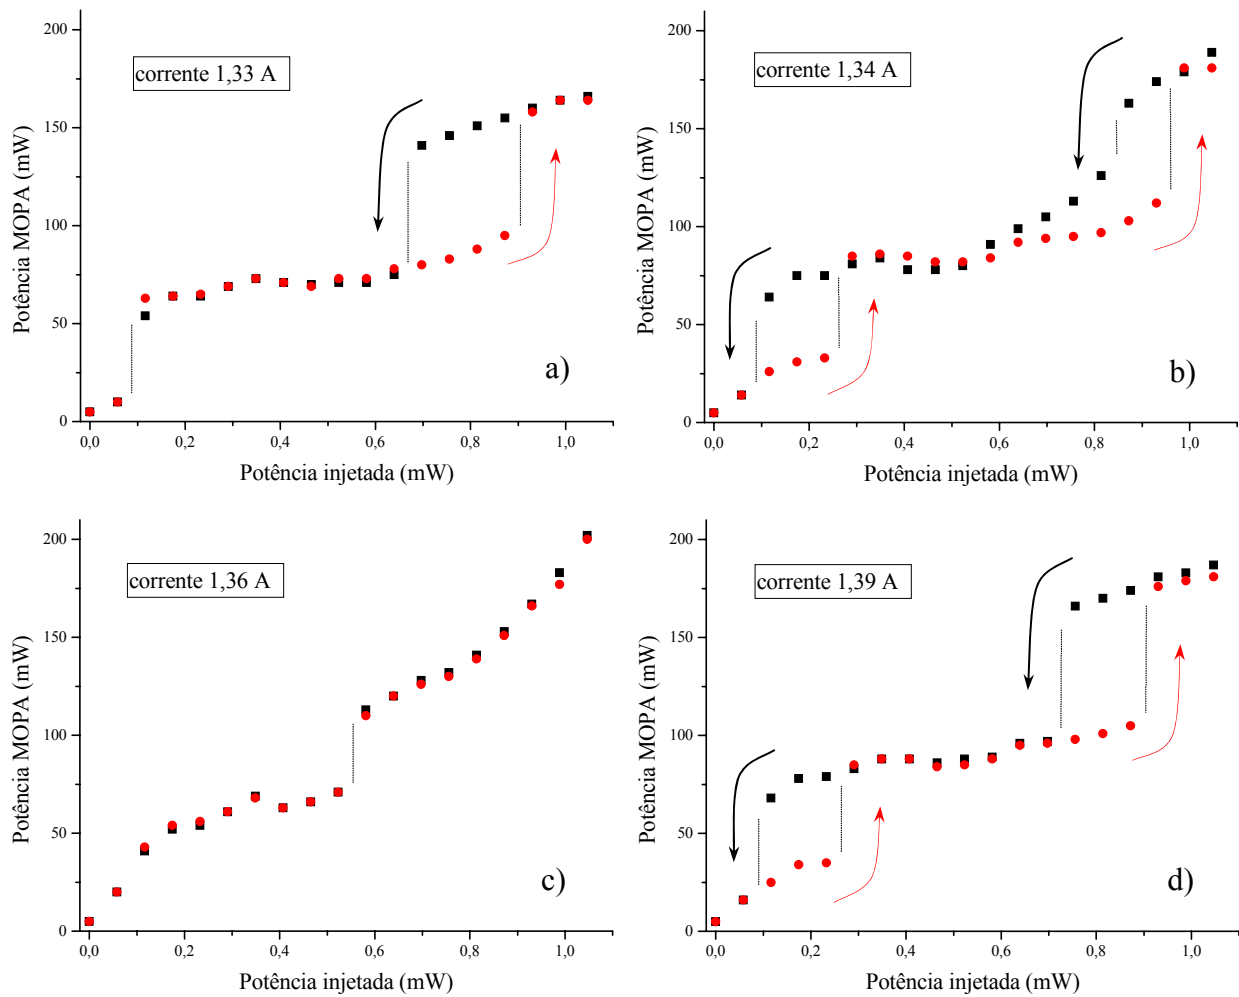 200
150
100
50
0
Potência MOPA (mW)
corrente 1,33 A
a)
0,0 0,2 0,4 0,6 0,8 1,0
Potência injetada (mW)
200
150
100
50
0
Potência MOPA (mW)
corrente 1,34 A
b)
0,0 0,2 0,4 0,6 0,8 1,0
Potência injetada (mW)
200
150
100
50
0
Potência MOPA (mW)
corrente 1,36 A
c)
0,0 0,2 0,4 0,6 0,8 1,0
Potência injetada (mW)
200
150
100
50
0
Potência MOPA (mW)
corrente 1,39 A
d)
0,0 0,2 0,4 0,6 0,8 1,0
Potência injetada (mW)